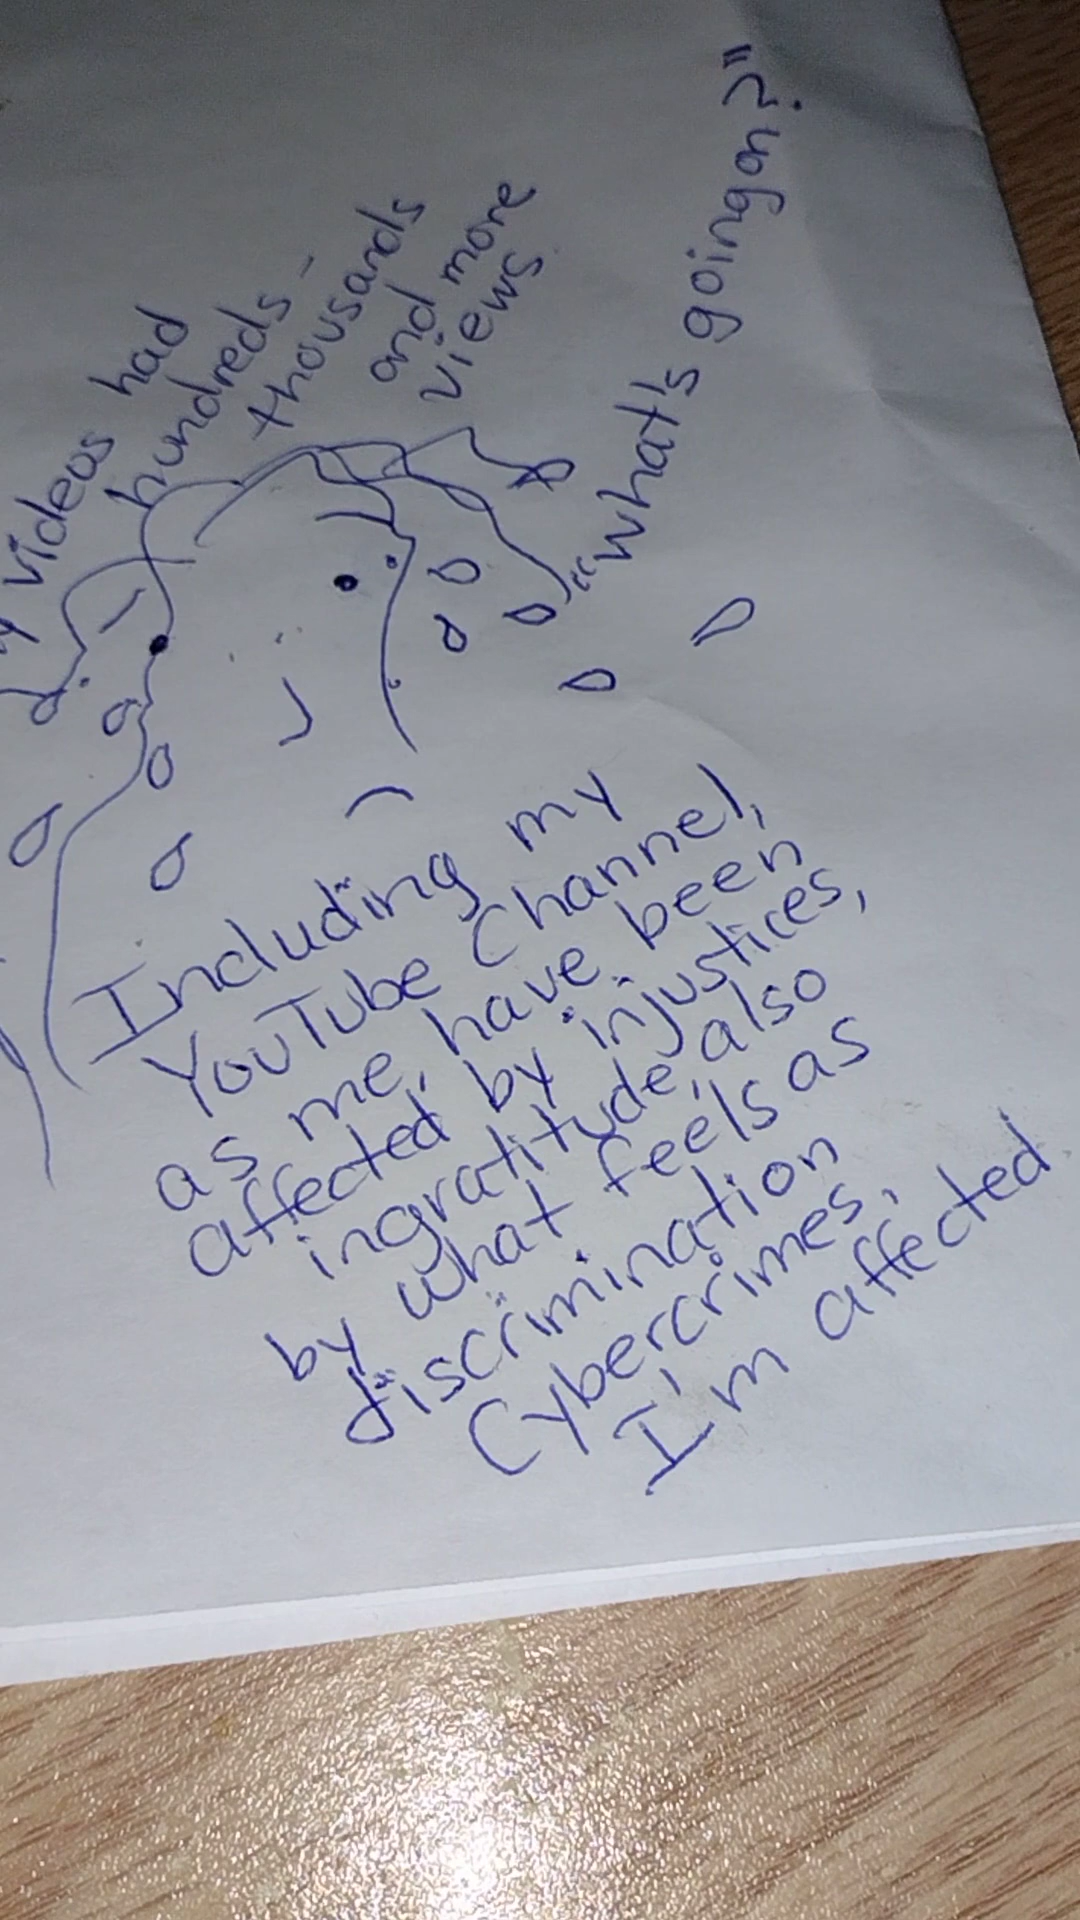 videos had
hundreds -
thousands
and more
views
"what's going on?"
Including my
YouTube Channel,
as me, have been
affected by injustices,
ingratitude, also
by what feels as
discrimination
Cybercrimes,
I'm affected